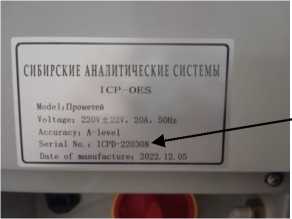 СИБИРСКИЕ АНАЛИТИЧЕСКИЕ СИСТЕМЫ
ICP-OES
Model:Прометей
Voltage: 220V±22V, 20A, 50Hz
Accuracy: A-level
Serial No.: ICPD-220308
Date of manufacture: 2022.12.05